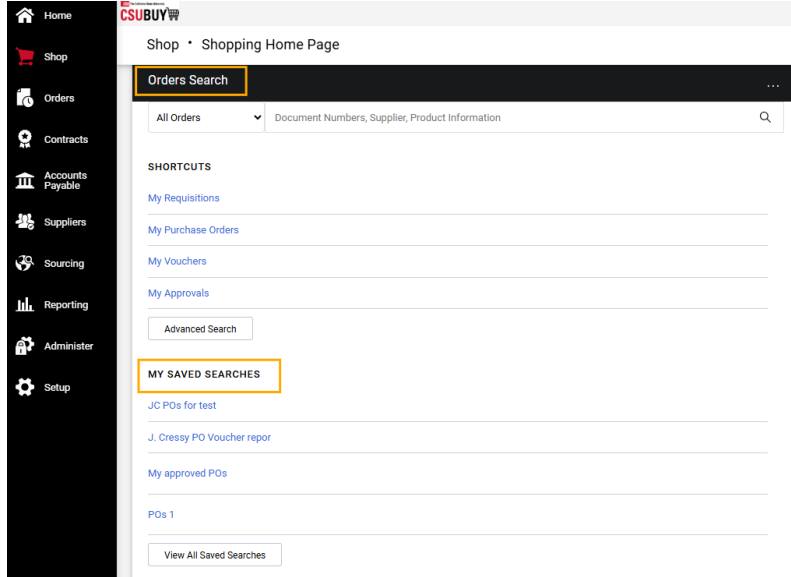 Home
Shop
Orders
Contracts
Accounts
Payable
Suppliers
Sourcing
Reporting
Administer
Setup
CSUBUY
Shop • Shopping Home Page
Orders Search
...
All Orders
Document Numbers, Supplier, Product Information
SHORTCUTS
My Requisitions
My Purchase Orders
My Vouchers
My Approvals
Advanced Search
MY SAVED SEARCHES
JC POs for test
J. Cressy PO Voucher repor
My approved POs
POs 1
View All Saved Searches